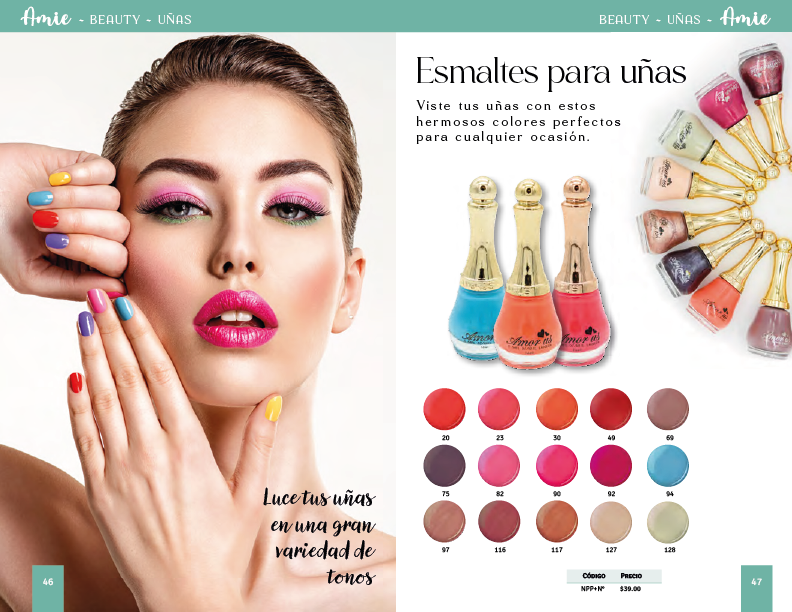 Amie ~ BEAUTY ~ UÑAS
Luce tus uñas
en una gran
variedad de
tonos
46
BEAUTY ~ UÑAS ~ Amie
Esmaltes para uñas
Viste tus uñas con estos
hermosos colores perfectos
para cualquier ocasión.
Amor us
20 23 30 49 69
75 82 90 92 94
97 116 117 127 128
CÓDIGO PRECIO
NPP+Nº $39.00
47